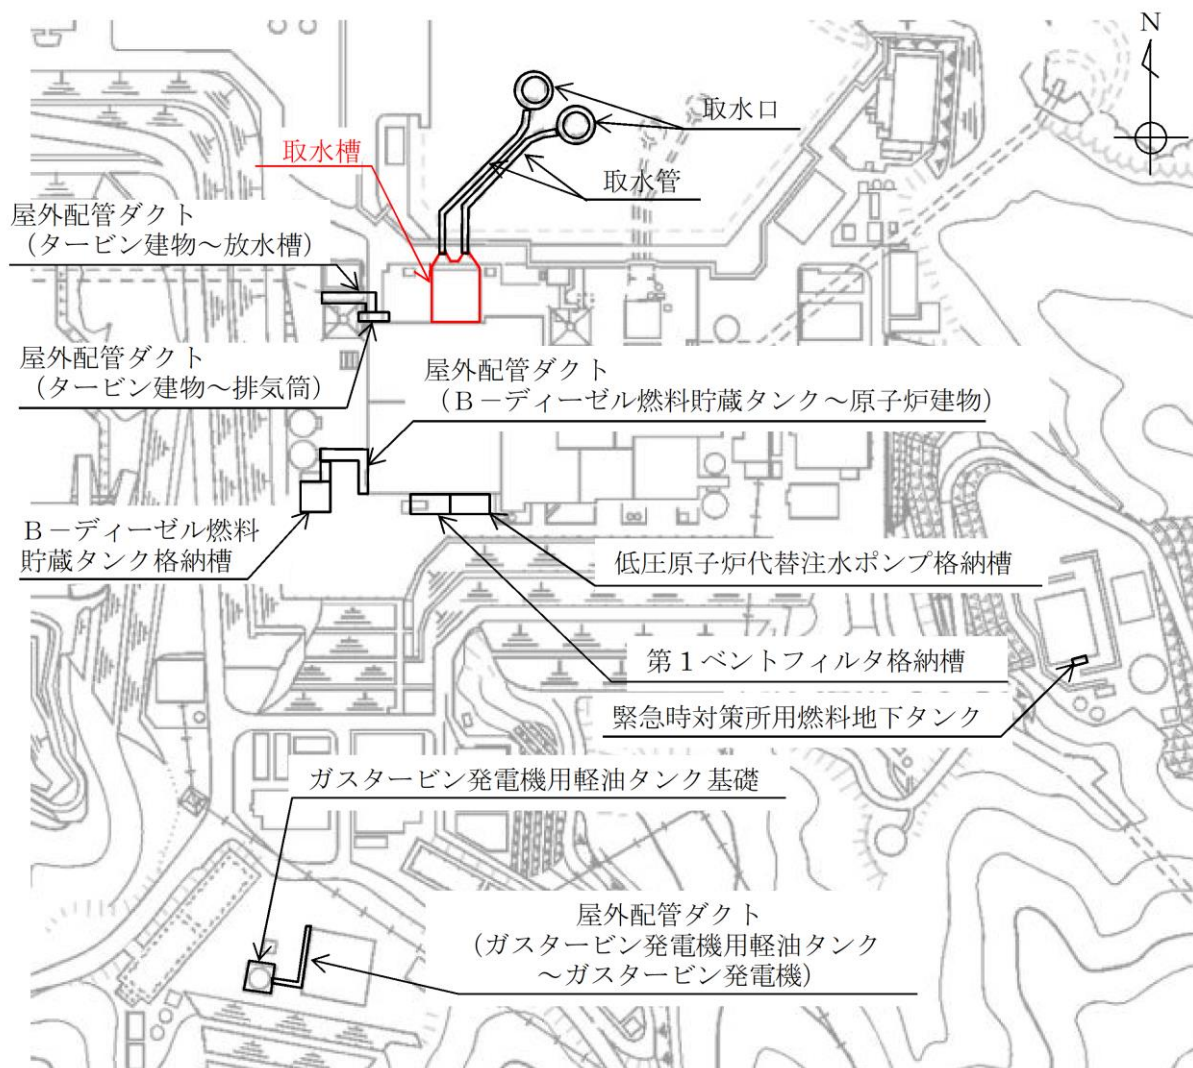 N
取水口
取水槽
取水管
屋外配管ダクト
（タービン建物～放水槽）
屋外配管ダクト
（タービン建物～排気筒）
屋外配管ダクト
（Ｂ－ディーゼル燃料貯蔵タンク～原子炉建物）
Ｂ－ディーゼル燃料
貯蔵タンク格納槽
低圧原子炉代替注水ポンプ格納槽
第１ベントフィルタ格納槽
緊急時対策所用燃料地下タンク
ガスタービン発電機用軽油タンク基礎
屋外配管ダクト
（ガスタービン発電機用軽油タンク
～ガスタービン発電機）